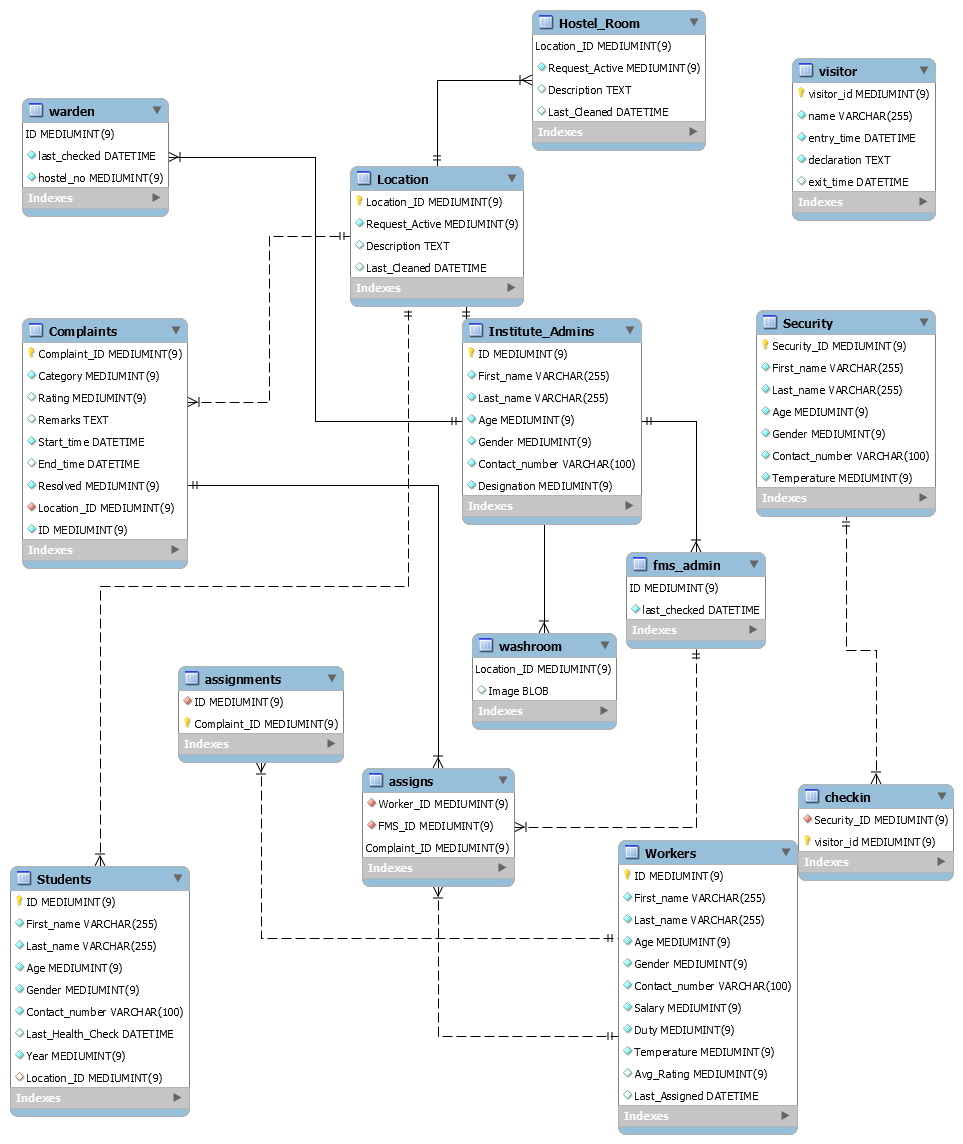 Hostel_Room
Location_ID MEDIUMINT(9)
Request_Active MEDIUMINT(9)
Description TEXT
Last_Cleaned DATETIME
Indexes
visitor
visitor_id MEDIUMINT(9)
name VARCHAR(255)
entry_time DATETIME
declaration TEXT
exit_time DATETIME
Indexes
warden
ID MEDIUMINT(9)
last_checked DATETIME
hostel_no MEDIUMINT(9)
Indexes
Location
Location_ID MEDIUMINT(9)
Request_Active MEDIUMINT(9)
Description TEXT
Last_Cleaned DATETIME
Indexes
Complaints
Complaint_ID MEDIUMINT(9)
Category MEDIUMINT(9)
Rating MEDIUMINT(9)
Remarks TEXT
Start_time DATETIME
End_time DATETIME
Resolved MEDIUMINT(9)
Location_ID MEDIUMINT(9)
ID MEDIUMINT(9)
Indexes
Institute_Admins
ID MEDIUMINT(9)
First_name VARCHAR(255)
Last_name VARCHAR(255)
Age MEDIUMINT(9)
Gender MEDIUMINT(9)
Contact_number VARCHAR(100)
Designation MEDIUMINT(9)
Indexes
Security
Security_ID MEDIUMINT(9)
First_name VARCHAR(255)
Last_name VARCHAR(255)
Age MEDIUMINT(9)
Gender MEDIUMINT(9)
Contact_number VARCHAR(100)
Temperature MEDIUMINT(9)
Indexes
fms_admin
ID MEDIUMINT(9)
last_checked DATETIME
Indexes
washroom
Location_ID MEDIUMINT(9)
Image BLOB
Indexes
assignments
ID MEDIUMINT(9)
Complaint_ID MEDIUMINT(9)
Indexes
assigns
Worker_ID MEDIUMINT(9)
FMS_ID MEDIUMINT(9)
Complaint_ID MEDIUMINT(9)
Indexes
checkin
Security_ID MEDIUMINT(9)
visitor_id MEDIUMINT(9)
Indexes
Students
ID MEDIUMINT(9)
First_name VARCHAR(255)
Last_name VARCHAR(255)
Age MEDIUMINT(9)
Gender MEDIUMINT(9)
Contact_number VARCHAR(100)
Last_Health_Check DATETIME
Year MEDIUMINT(9)
Location_ID MEDIUMINT(9)
Indexes
Workers
ID MEDIUMINT(9)
First_name VARCHAR(255)
Last_name VARCHAR(255)
Age MEDIUMINT(9)
Gender MEDIUMINT(9)
Contact_number VARCHAR(100)
Salary MEDIUMINT(9)
Duty MEDIUMINT(9)
Temperature MEDIUMINT(9)
Avg_Rating MEDIUMINT(9)
Last_Assigned DATETIME
Indexes